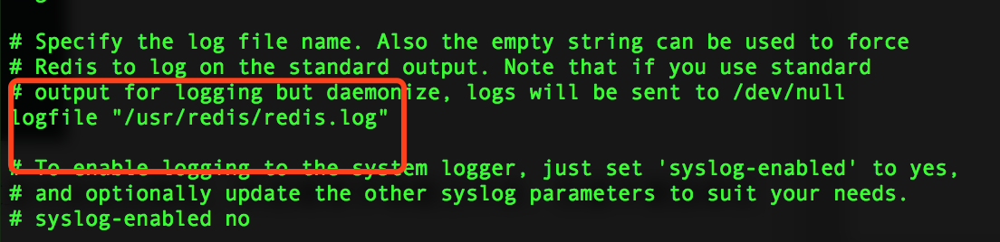 # Specify the log file name. Also the empty string can be used to force
# Redis to log on the standard output. Note that if you use standard
# output for logging but daemonize, logs will be sent to /dev/null
logfile "/usr/redis/redis.log"
# To enable logging to the system logger, just set 'syslog-enabled' to yes,
# and optionally update the other syslog parameters to suit your needs.
# syslog-enabled no